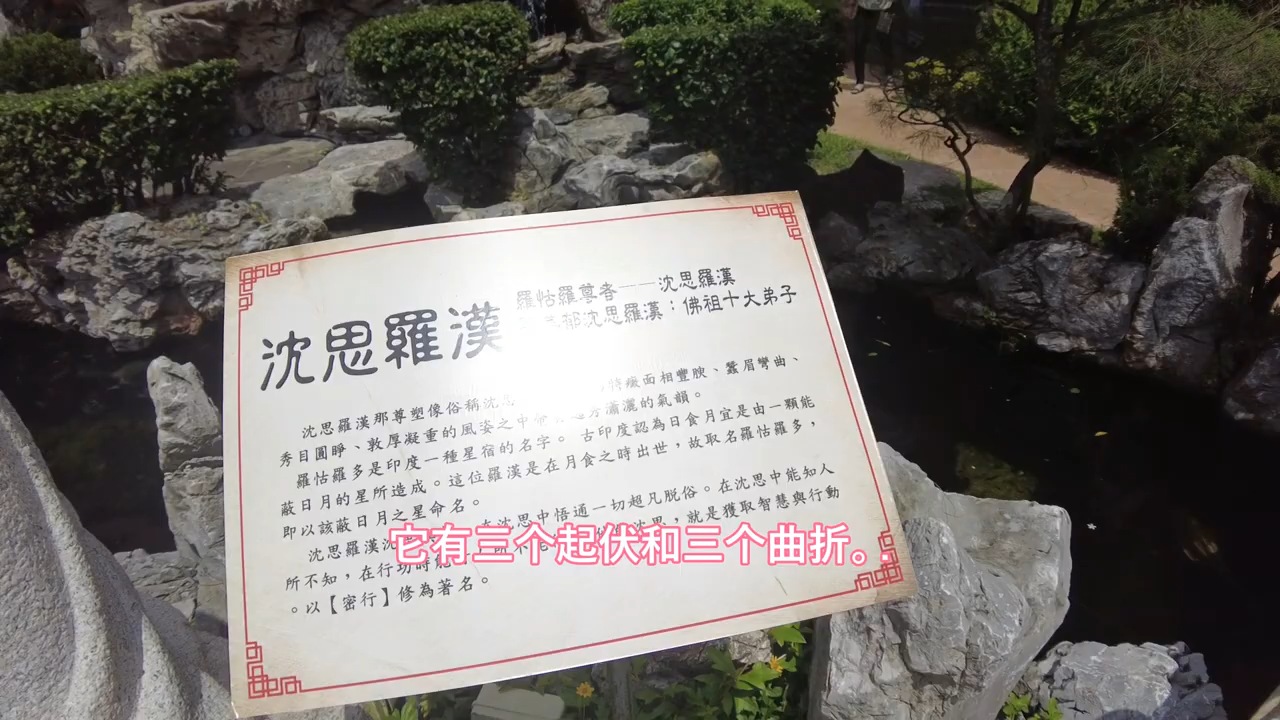 沈思羅漢
羅怙羅尊者——沈思羅漢
沈思羅漢：佛祖十大弟子
沈思羅漢那尊塑像俗稱沈思 面相豐腴、蠶眉彎曲、
秀目圓睜、敦厚凝重的風姿之中 瀟灑的氣韻。
羅怙羅多是印度一種星宿的名字。古印度認為日食月宜是由一顆能
蔽日月的星所造成。這位羅漢是在月食之時出世，故取名羅怙羅多，
即以該蔽日月之星命名。
沈思羅漢沈 沈思中悟通一切超凡脫俗。在沈思中能知人
所不知，在行功時能 沈思，就是獲取智慧與行動
。以【密行】修為著名。
它有三个起伏和三个曲折。.